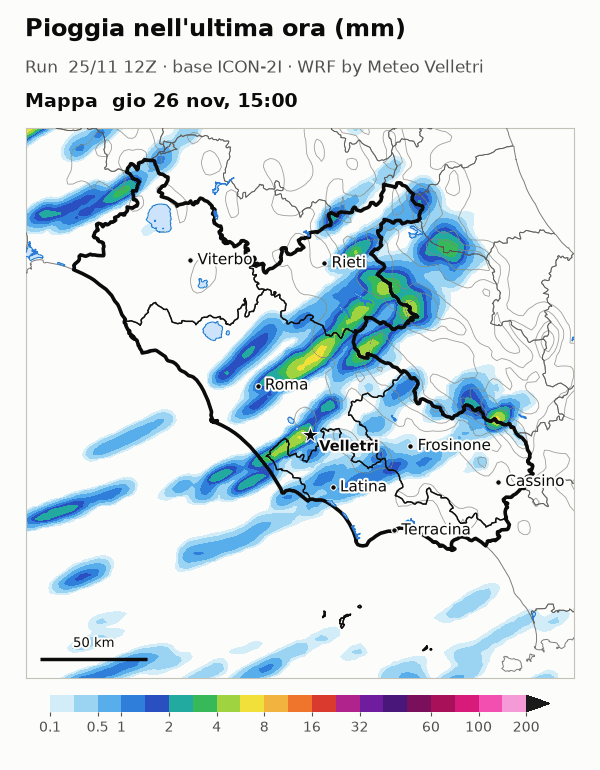 Pioggia nell'ultima ora (mm)
Run  25/11 12Z · base ICON-2I · WRF by Meteo Velletri
Mappa  gio 26 nov, 15:00
Viterbo
Rieti
Roma
Velletri
Frosinone
Latina
Cassino
Terracina
50 km
0.1 0.5 1 2 4 8 16 32 60 100 200